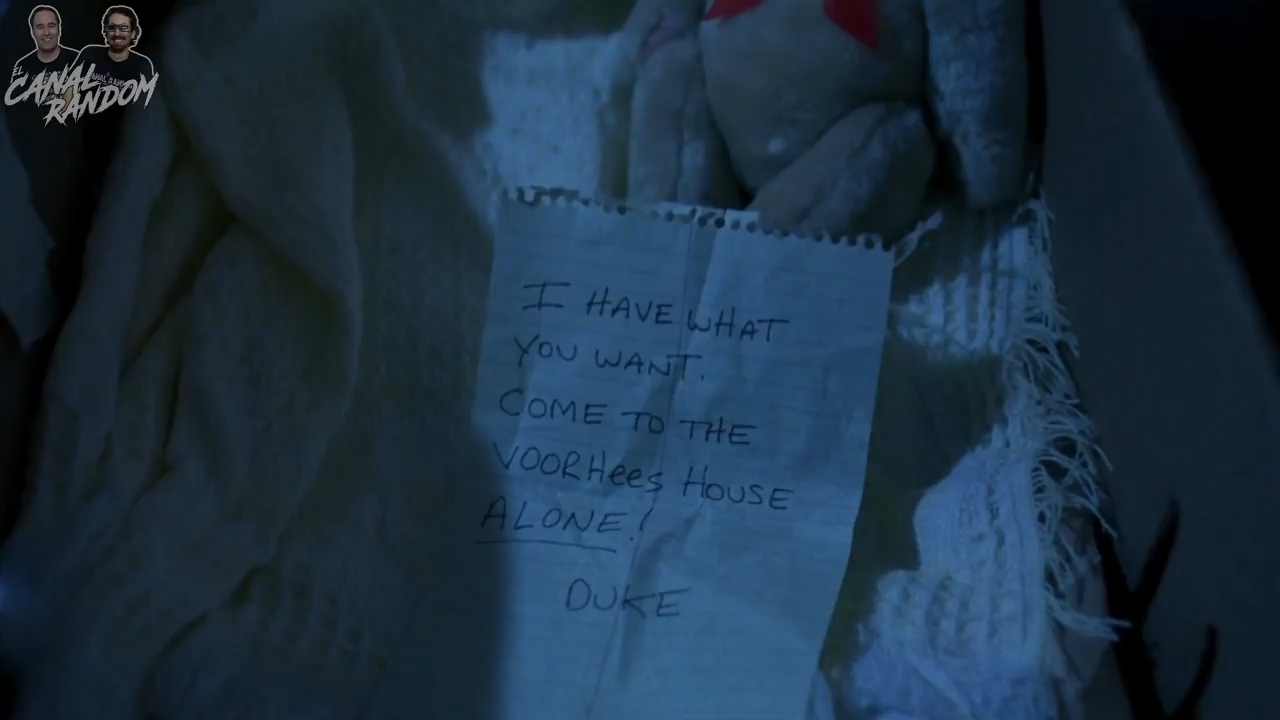 EL
CANAL
RANDOM
I HAVE WHAT
YOU WANT.
COME TO THE
VOORHees HOUSE
ALONE!
DUKE